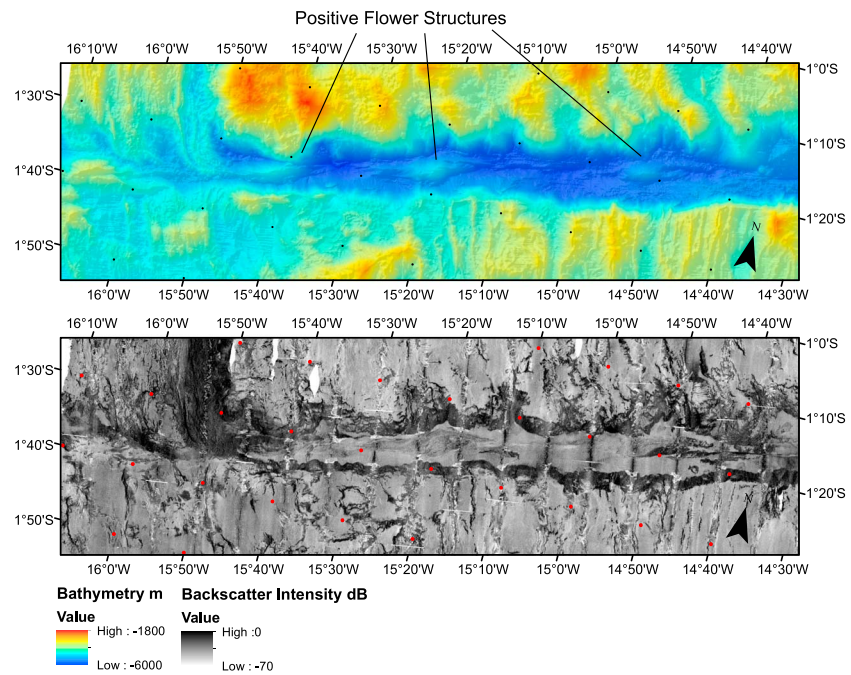 Positive Flower Structures
16°10'W 16°0'W 15°50'W 15°40'W 15°30'W 15°20'W 15°10'W 15°0'W 14°50'W 14°40'W
1°0'S
1°30'S
1°10'S
1°40'S
1°20'S
1°50'S
N
16°0'W 15°50'W 15°40'W 15°30'W 15°20'W 15°10'W 15°0'W 14°50'W 14°40'W 14°30'W
16°10'W 16°0'W 15°50'W 15°40'W 15°30'W 15°20'W 15°10'W 15°0'W 14°50'W 14°40'W
1°0'S
1°30'S
1°10'S
1°40'S
1°20'S
1°50'S
N
16°0'W 15°50'W 15°40'W 15°30'W 15°20'W 15°10'W 15°0'W 14°50'W 14°40'W 14°30'W
Bathymetry m Backscatter Intensity dB
Value Value
High : -1800 High :0
Low : -6000 Low : -70